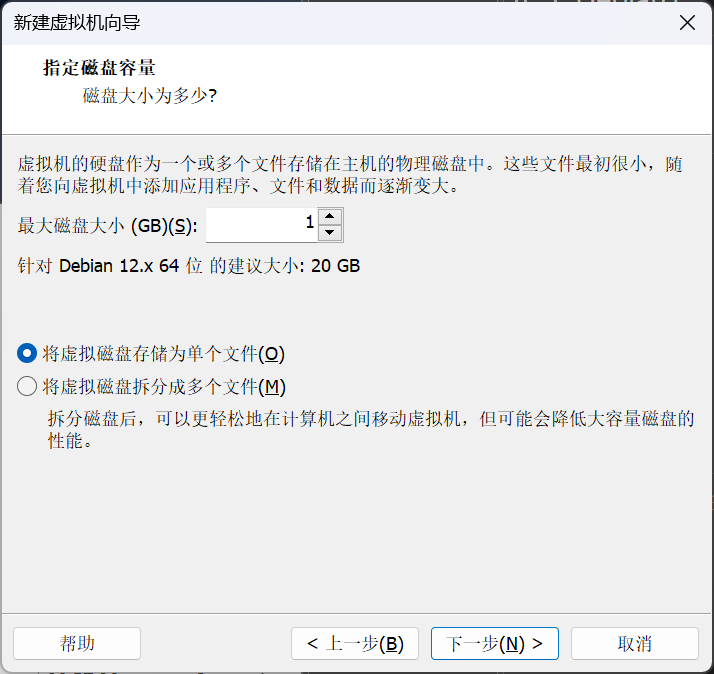 新建虚拟机向导
指定磁盘容量
磁盘大小为多少?
虚拟机的硬盘作为一个或多个文件存储在主机的物理磁盘中。这些文件最初很小，随
着您向虚拟机中添加应用程序、文件和数据而逐渐变大。
最大磁盘大小 (GB)(S): 1
针对 Debian 12.x 64 位 的建议大小: 20 GB
将虚拟磁盘存储为单个文件(O)
将虚拟磁盘拆分成多个文件(M)
拆分磁盘后，可以更轻松地在计算机之间移动虚拟机，但可能会降低大容量磁盘的
性能。
帮助 < 上一步(B) 下一步(N) > 取消